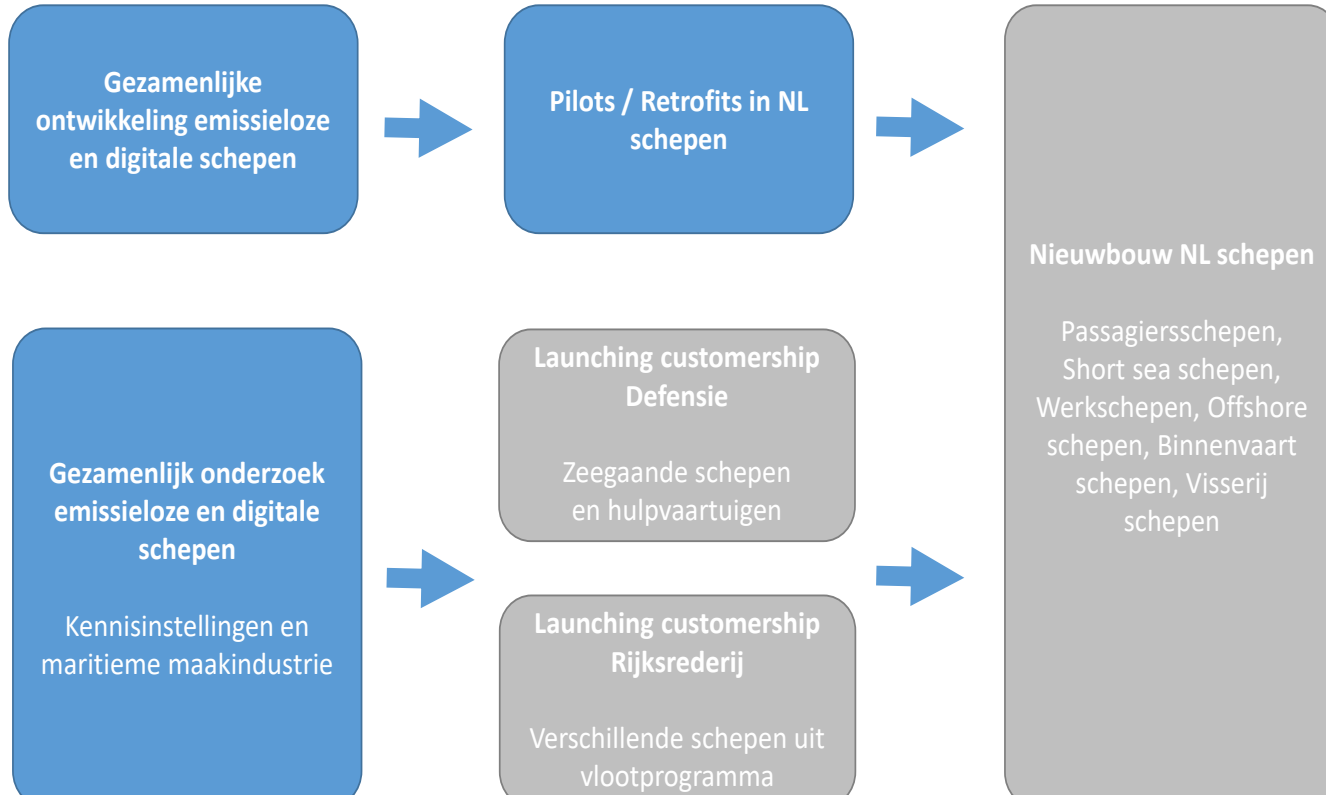 Gezamenlijke
ontwikkeling emissieloze
en digitale schepen
Pilots / Retrofits in NL
schepen
Nieuwbouw NL schepen
Passagiersschepen,
Short sea schepen,
Werkschepen, Offshore
schepen, Binnenvaart
schepen, Visserij
schepen
Gezamenlijk onderzoek
emissieloze en digitale
schepen
Kennisinstellingen en
maritieme maakindustrie
Launching customership
Defensie
Zeegaande schepen
en hulpvaartuigen
Launching customership
Rijksrederij
Verschillende schepen uit
vlootprogramma